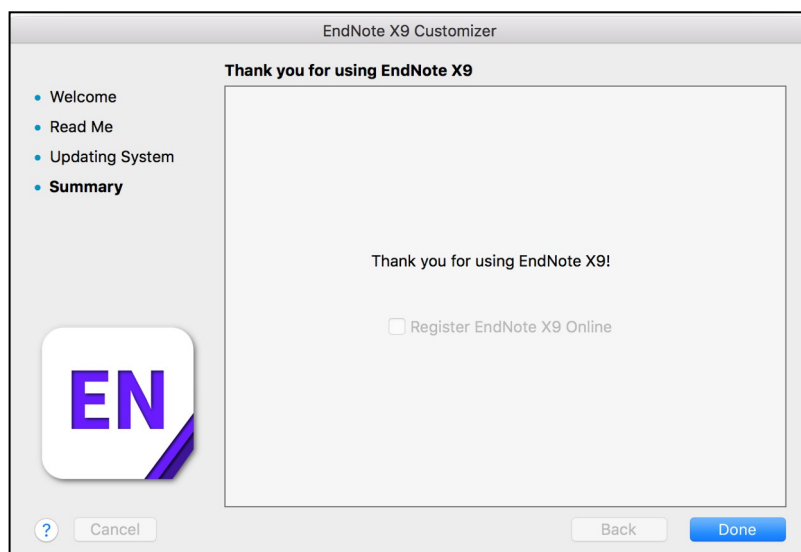 EndNote X9 Customizer
Thank you for using EndNote X9
Welcome
Read Me
Updating System
Summary
Thank you for using EndNote X9!
Register EndNote X9 Online
EN
?
Cancel
Back
Done